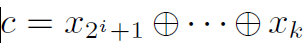 c = x_{2^i+1} ⊕ ⋯ ⊕ x_k